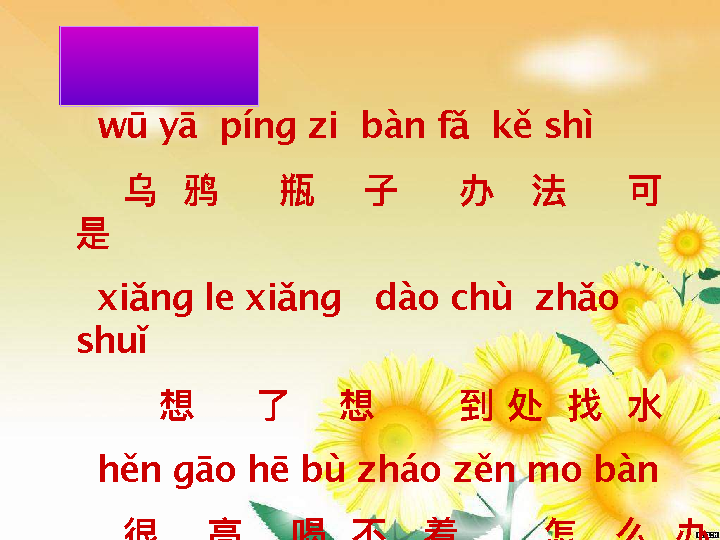 wū yā píng zi bàn fǎ kě shì
乌 鸦 瓶 子 办 法 可
是
xiǎng le xiǎng dào chù zhǎo
shuǐ
想 了 想 到 处 找 水
hěn gāo hē bù zháo zěn mo bàn
很 高 喝 不 着 怎 么 办